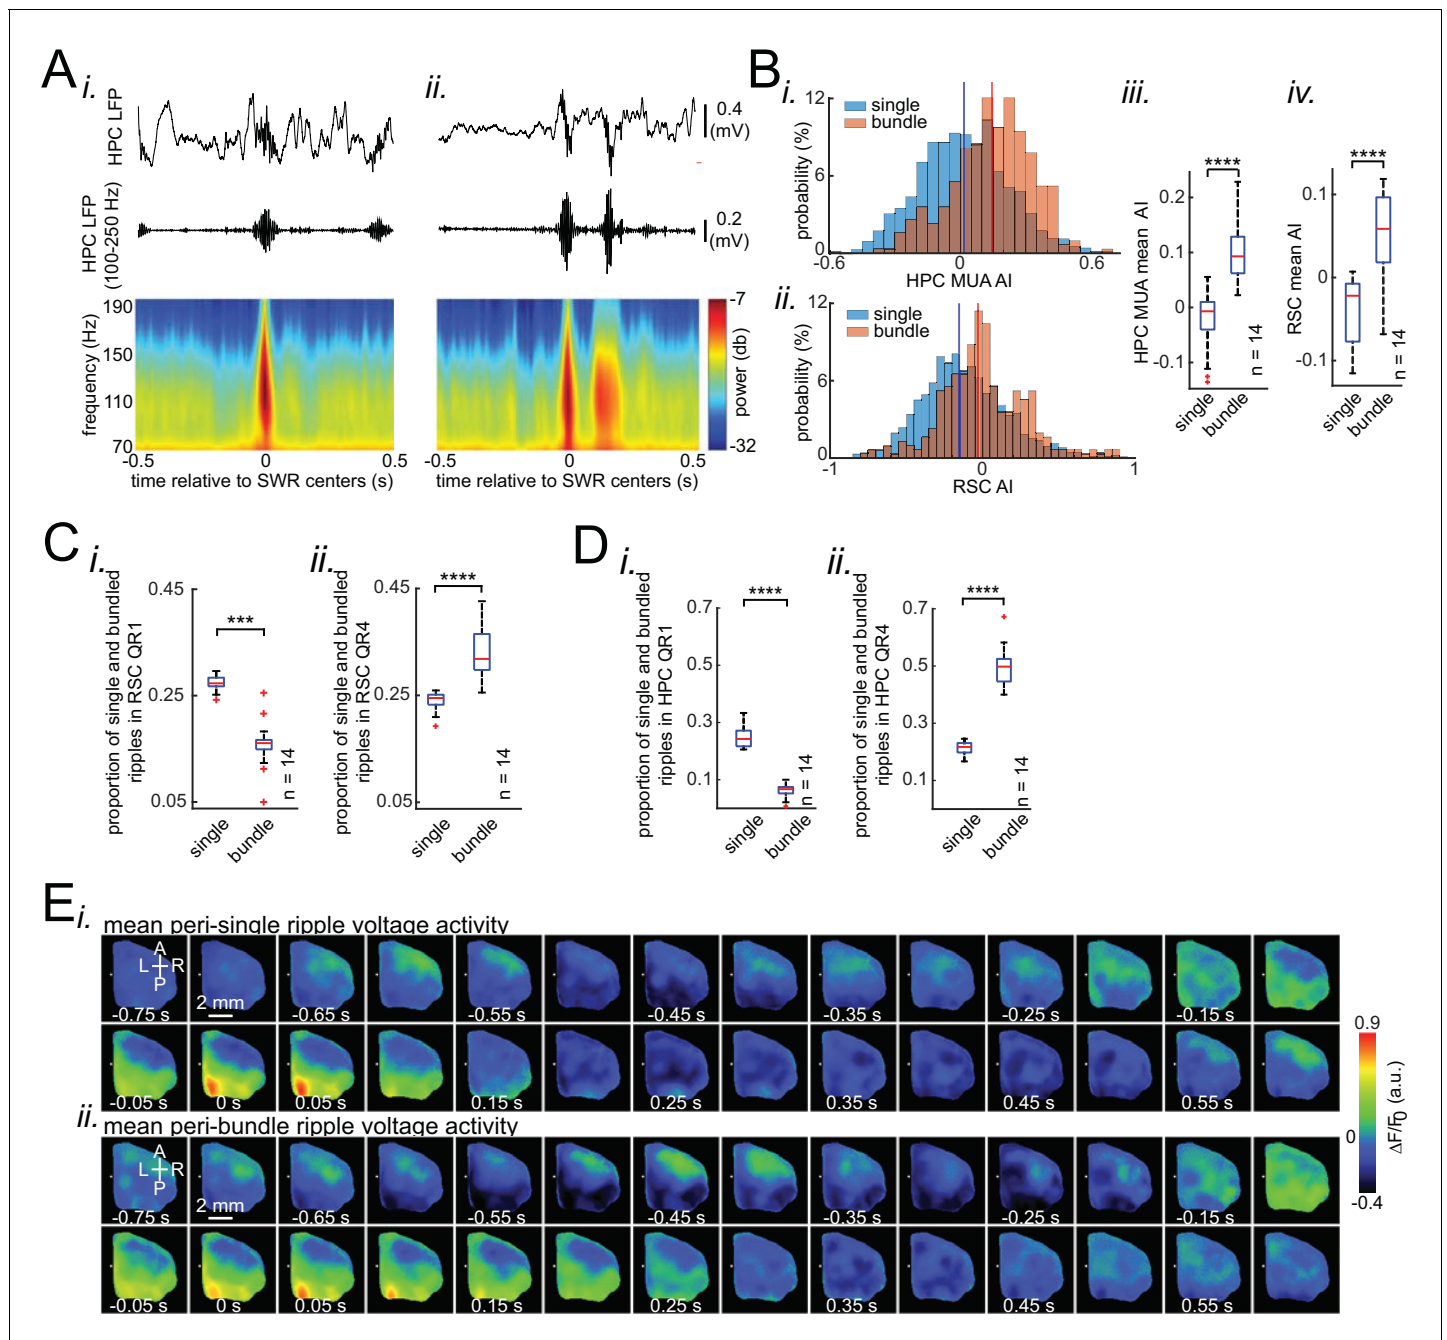 A
i.
HPC LFP
ii.
0.4
(mV)
HPC LFP
(100-250 Hz)
0.2
(mV)
frequency (Hz)
190
150
110
70
-0.5
0
0.5
time relative to SWR centers (s)
-0.5
0
0.5
time relative to SWR centers (s)
-7
power (db)
-32
B
i.
12
6
0
probability (%)
single
bundle
-0.6
0
0.6
HPC MUA AI
ii.
12
6
0
probability (%)
single
bundle
-1
0
1
RSC AI
iii.
HPC MUA mean AI
0.2
0.1
0
-0.1
****
n = 14
single
bundle
iv.
RSC mean AI
0.1
0
-0.1
****
n = 14
single
bundle
C
i.
proportion of single and bundled
ripples in RSC QR1
0.45
0.25
0.05
***
n = 14
single
bundle
ii.
proportion of single and bundled
ripples in RSC QR4
0.45
0.25
0.05
****
n = 14
single
bundle
D
i.
proportion of single and bundled
ripples in HPC QR1
0.7
0.5
0.3
0.1
****
n = 14
single
bundle
ii.
proportion of single and bundled
ripples in HPC QR4
0.7
0.5
0.3
0.1
****
n = 14
single
bundle
E
i.
mean peri-single ripple voltage activity
A
L R
P
2 mm
-0.75 s
-0.65 s
-0.55 s
-0.45 s
-0.35 s
-0.25 s
-0.15 s
-0.05 s
0 s
0.05 s
0.15 s
0.25 s
0.35 s
0.45 s
0.55 s
ii.
mean peri-bundle ripple voltage activity
A
L R
P
2 mm
-0.75 s
-0.65 s
-0.55 s
-0.45 s
-0.35 s
-0.25 s
-0.15 s
-0.05 s
0 s
0.05 s
0.15 s
0.25 s
0.35 s
0.45 s
0.55 s
0.9
0
-0.4
ΔF/F0 (a.u.)